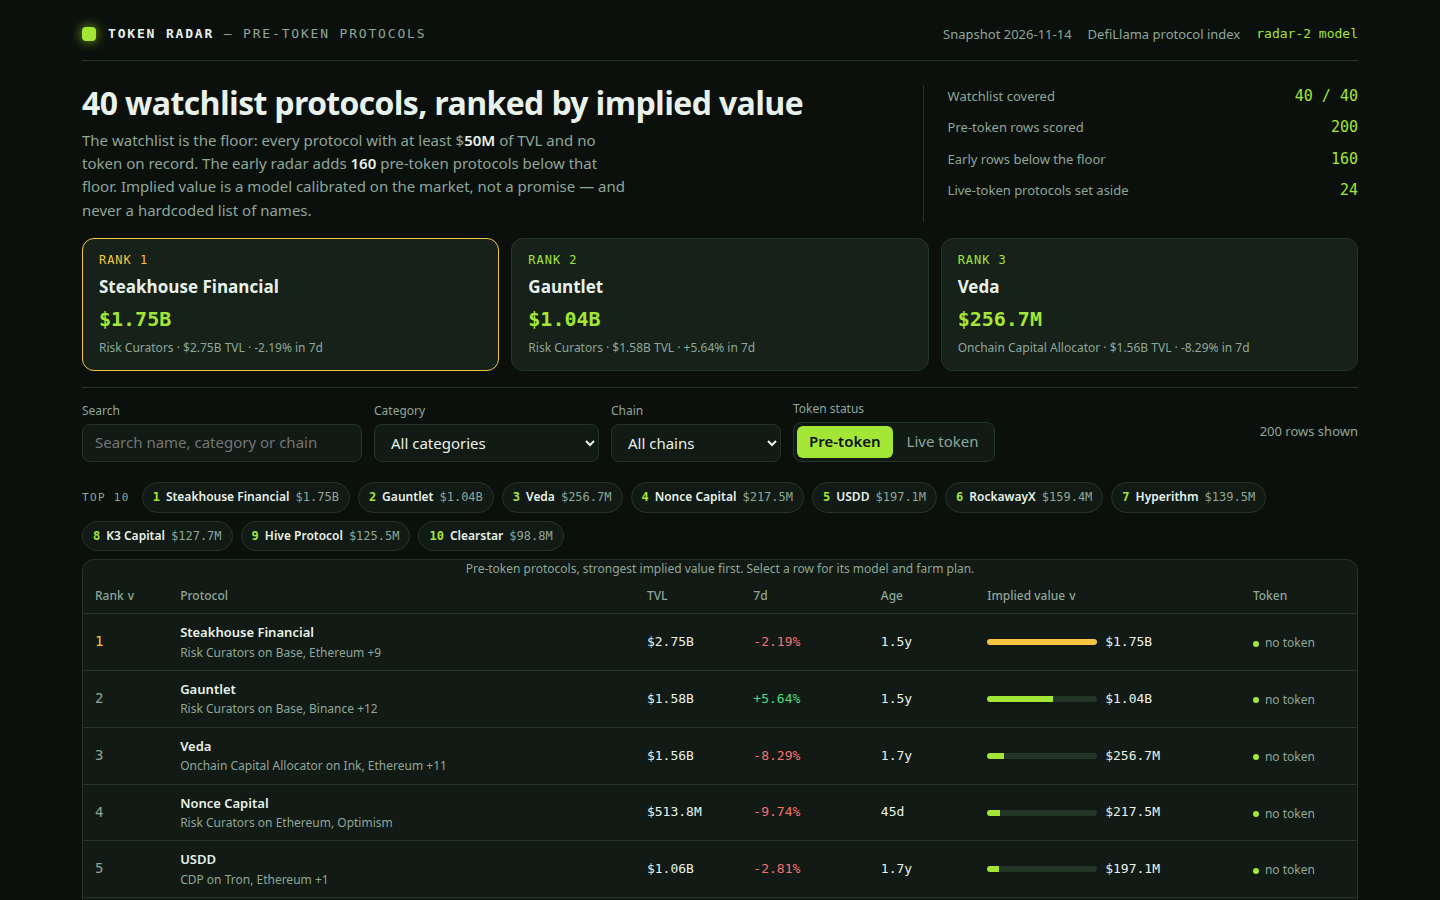 TOKEN RADAR — PRE-TOKEN PROTOCOLS
Snapshot 2026-11-14 DefiLlama protocol index radar-2 model
40 watchlist protocols, ranked by implied value
The watchlist is the floor: every protocol with at least $50M of TVL and no
token on record. The early radar adds 160 pre-token protocols below that
floor. Implied value is a model calibrated on the market, not a promise — and
never a hardcoded list of names.
Watchlist covered 40 / 40
Pre-token rows scored 200
Early rows below the floor 160
Live-token protocols set aside 24
RANK 1
Steakhouse Financial
$1.75B
Risk Curators · $2.75B TVL · -2.19% in 7d
RANK 2
Gauntlet
$1.04B
Risk Curators · $1.58B TVL · +5.64% in 7d
RANK 3
Veda
$256.7M
Onchain Capital Allocator · $1.56B TVL · -8.29% in 7d
Search
Search name, category or chain
Category
All categories
Chain
All chains
Token status
Pre-token Live token
200 rows shown
TOP 10 1 Steakhouse Financial $1.75B 2 Gauntlet $1.04B 3 Veda $256.7M 4 Nonce Capital $217.5M 5 USDD $197.1M 6 RockawayX $159.4M 7 Hyperithm $139.5M
8 K3 Capital $127.7M 9 Hive Protocol $125.5M 10 Clearstar $98.8M
Pre-token protocols, strongest implied value first. Select a row for its model and farm plan.
Rank v Protocol TVL 7d Age Implied value v Token
1 Steakhouse Financial $2.75B -2.19% 1.5y $1.75B no token
Risk Curators on Base, Ethereum +9
2 Gauntlet $1.58B +5.64% 1.5y $1.04B no token
Risk Curators on Base, Binance +12
3 Veda $1.56B -8.29% 1.7y $256.7M no token
Onchain Capital Allocator on Ink, Ethereum +11
4 Nonce Capital $513.8M -9.74% 45d $217.5M no token
Risk Curators on Ethereum, Optimism
5 USDD $1.06B -2.81% 1.7y $197.1M no token
CDP on Tron, Ethereum +1